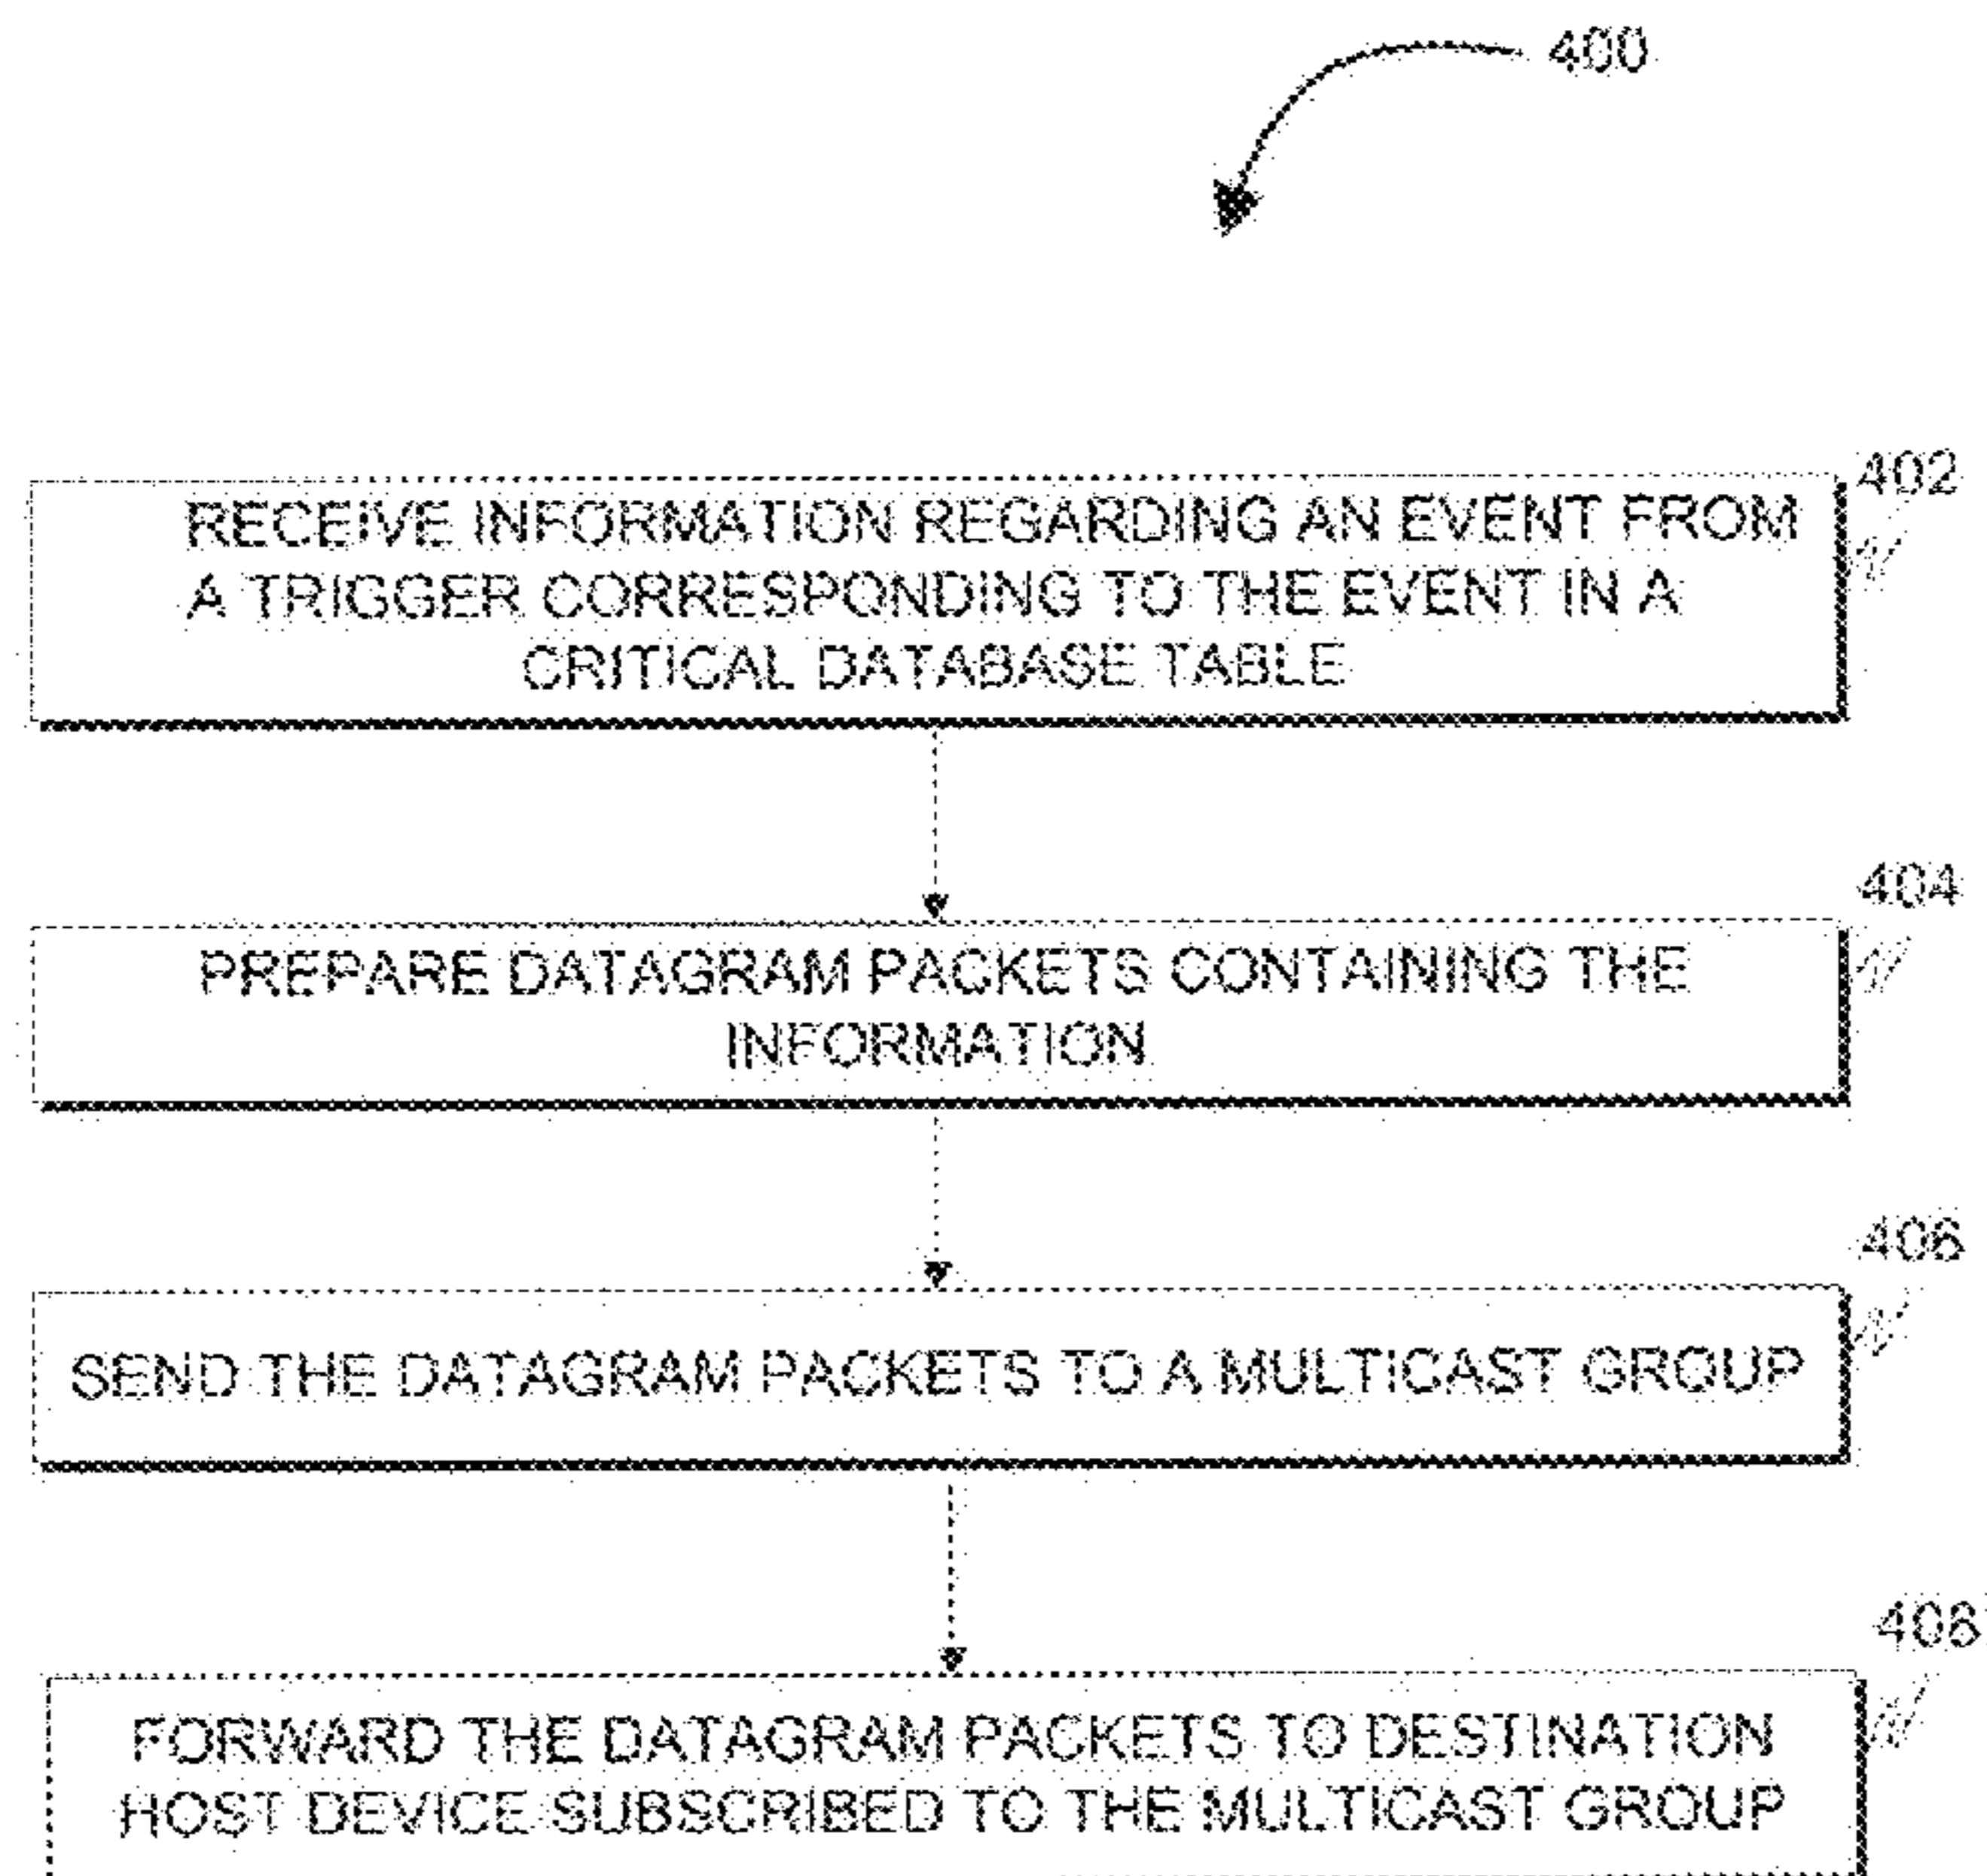 400
402
RECEIVE INFORMATION REGARDING AN EVENT FROM
A TRIGGER CORRESPONDING TO THE EVENT IN A
CRITICAL DATABASE TABLE
404
PREPARE DATAGRAM PACKETS CONTAINING THE
INFORMATION
406
SEND THE DATAGRAM PACKETS TO A MULTICAST GROUP
408
FORWARD THE DATAGRAM PACKETS TO DESTINATION
HOST DEVICE SUBSCRIBED TO THE MULTICAST GROUP